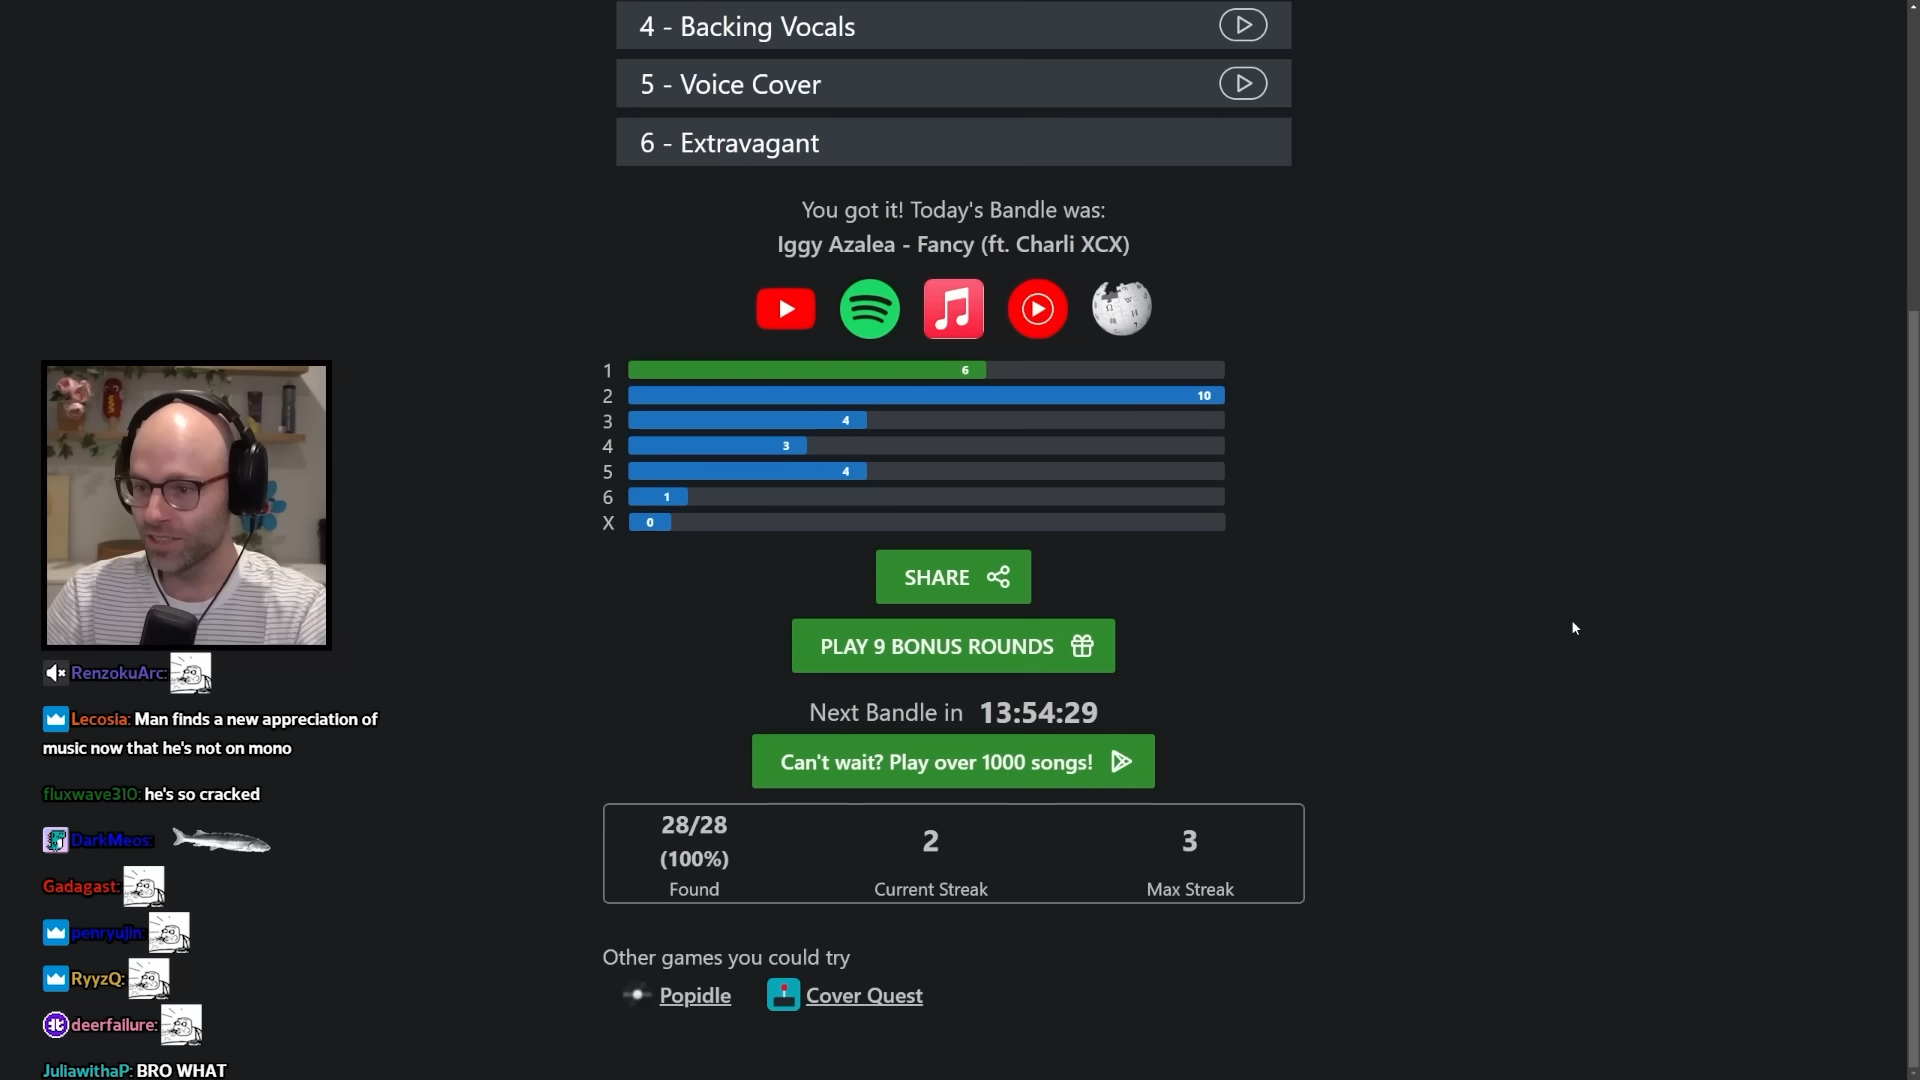 4 - Backing Vocals
5 - Voice Cover
6 - Extravagant
You got it! Today's Bandle was:
Iggy Azalea - Fancy (ft. Charli XCX)
1 6
2 10
3 4
4 3
5 4
6 1
X 0
SHARE
PLAY 9 BONUS ROUNDS
Next Bandle in 13:54:29
Can't wait? Play over 1000 songs!
28/28
(100%)
Found
2
Current Streak
3
Max Streak
Other games you could try
Popidle
Cover Quest
RenzokuArc:
Lecosia: Man finds a new appreciation of
music now that he's not on mono
fluxwave310: he's so cracked
DarkMeos:
Gadagast:
penryujin:
RyyzQ:
deerfailure:
JuliawithaP: BRO WHAT